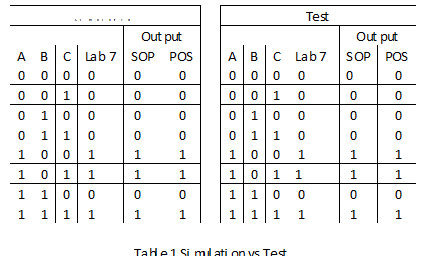 Test
Out put Out put
A B C Lab 7 SOP POS A B C Lab 7 SOP POS
0 0 0 0 0 0 0 0 0 0 0 0
0 0 1 0 0 0 0 0 1 0 0 0
0 1 0 0 0 0 0 1 0 0 0 0
0 1 1 0 0 0 0 1 1 0 0 0
1 0 0 1 1 1 1 0 0 1 1 1
1 0 1 1 1 1 1 0 1 1 1 1
1 1 0 0 0 0 1 1 0 0 0 0
1 1 1 1 1 1 1 1 1 1 1 1
Table 1 Simulation vs Test